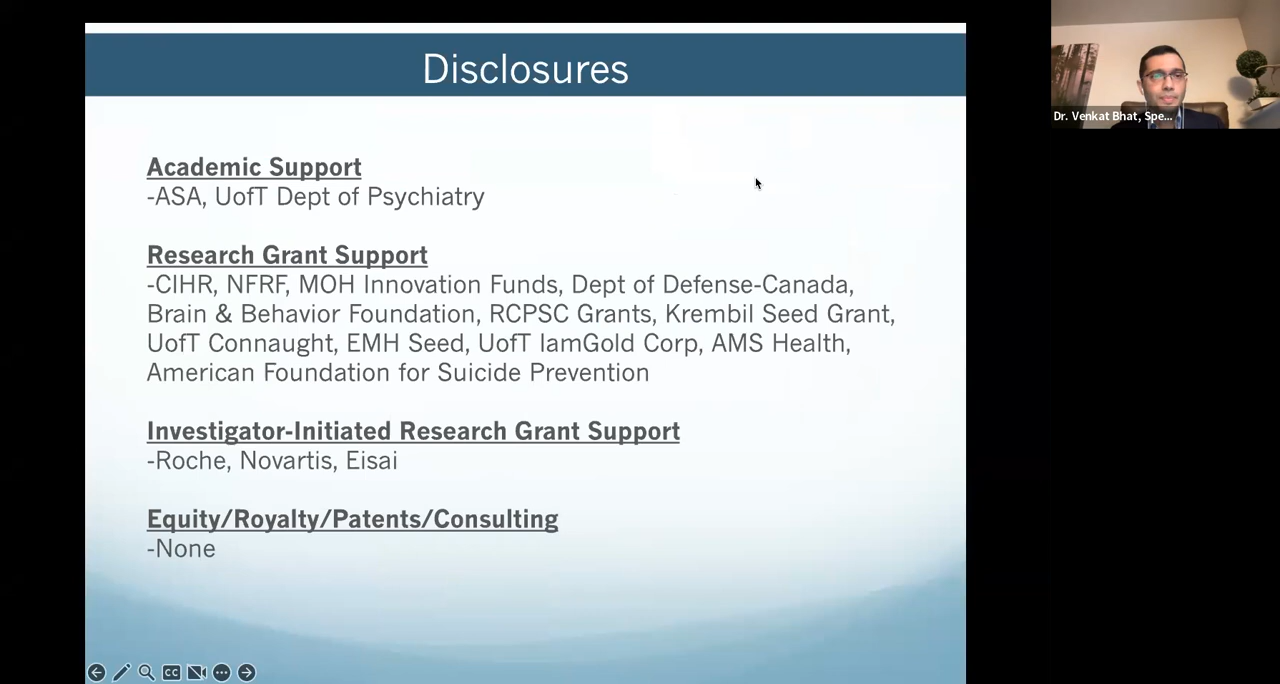 Disclosures
Academic Support
-ASA, UofT Dept of Psychiatry
Research Grant Support
-CIHR, NFRF, MOH Innovation Funds, Dept of Defense-Canada,
Brain & Behavior Foundation, RCPSC Grants, Krembil Seed Grant,
UofT Connaught, EMH Seed, UofT IamGold Corp, AMS Health,
American Foundation for Suicide Prevention
Investigator-Initiated Research Grant Support
-Roche, Novartis, Eisai
Equity/Royalty/Patents/Consulting
-None
CC
Dr. Venkat Bhat, Spe...